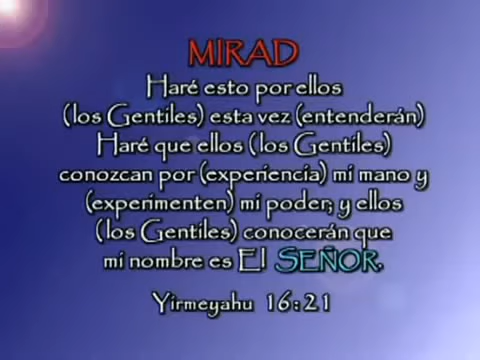 MIRAD
Haré esto por ellos
(los Gentiles) esta vez (entenderán)
Haré que ellos (los Gentiles)
conozcan por (experiencia) mi mano y
(experimenten) mi poder; y ellos
(los Gentiles) conocerán que
mi nombre es El SEÑOR.
Yirmeyahu 16:21